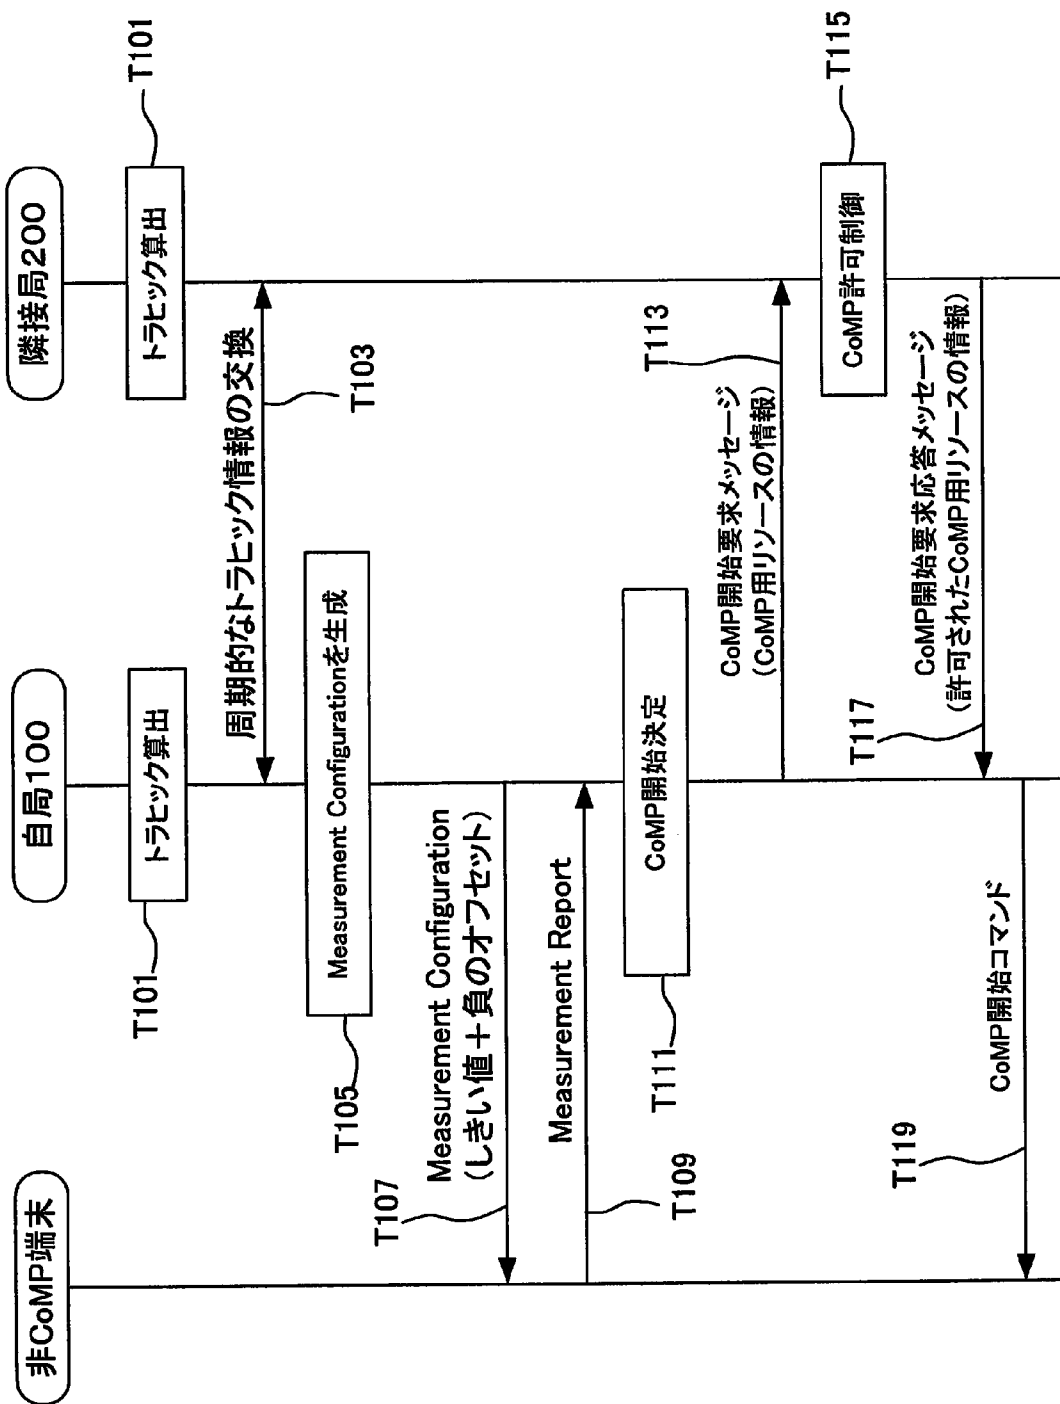 非CoMP端末
自局100
隣接局200
トラヒック算出
T101
トラヒック算出
T101
周期的なトラヒック情報の交換
T103
Measurement Configurationを生成
T105
Measurement Configuration
(しきい値+負のオフセット)
T107
Measurement Report
T109
CoMP開始決定
T111
CoMP開始要求メッセージ
(CoMP用リソースの情報)
T113
CoMP許可制御
T115
CoMP開始要求応答メッセージ
(許可されたCoMP用リソースの情報)
T117
CoMP開始コマンド
T119